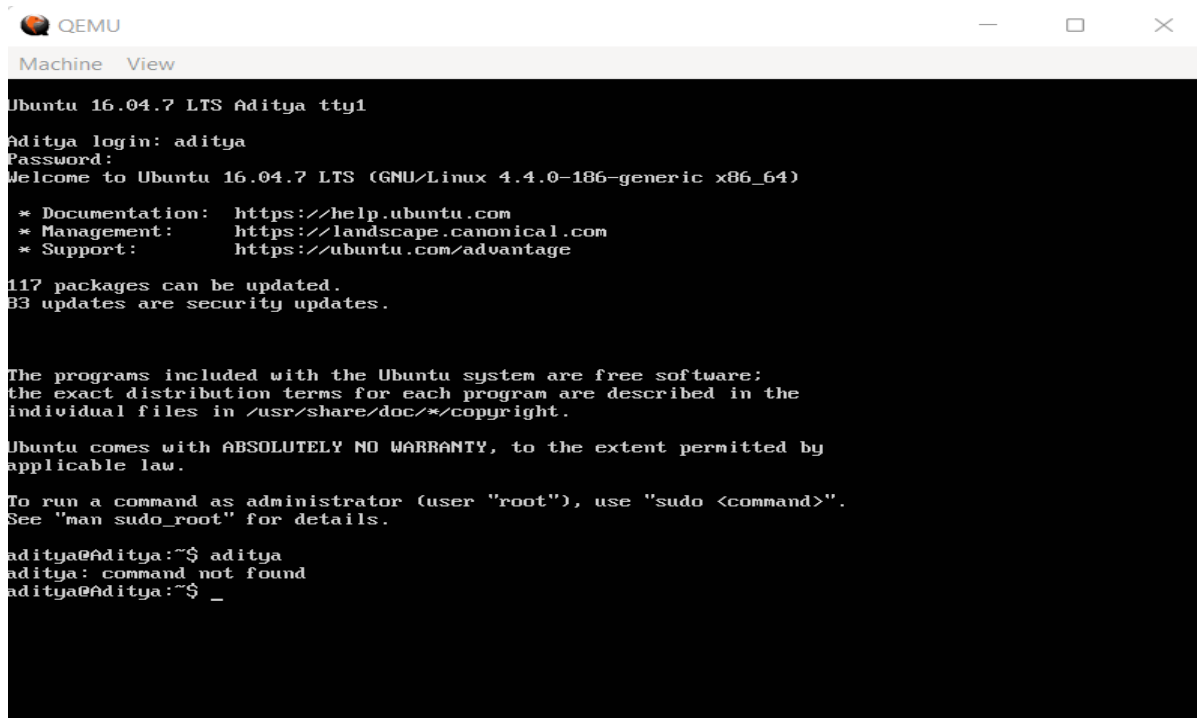 QEMU
Machine View
Ubuntu 16.04.7 LTS Aditya tty1
Aditya login: aditya
Password:
Welcome to Ubuntu 16.04.7 LTS (GNU/Linux 4.4.0-186-generic x86_64)
* Documentation: https://help.ubuntu.com
* Management: https://landscape.canonical.com
* Support: https://ubuntu.com/advantage
117 packages can be updated.
83 updates are security updates.
The programs included with the Ubuntu system are free software;
the exact distribution terms for each program are described in the
individual files in /usr/share/doc/*/copyright.
Ubuntu comes with ABSOLUTELY NO WARRANTY, to the extent permitted by
applicable law.
To run a command as administrator (user "root"), use "sudo <command>".
See "man sudo_root" for details.
aditya@Aditya:~$ aditya
aditya: command not found
aditya@Aditya:~$ _